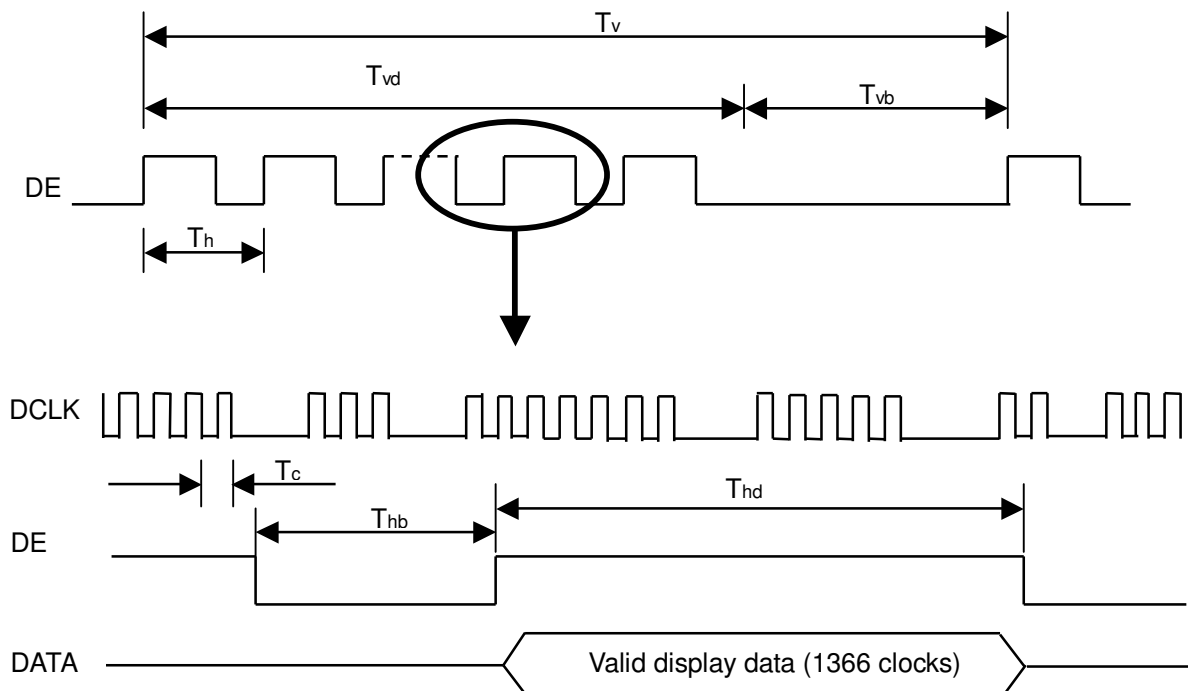 Tv
Tvd
Tvb
DE
Th
DCLK
Tc
Thd
Thb
DE
DATA
Valid display data (1366 clocks)